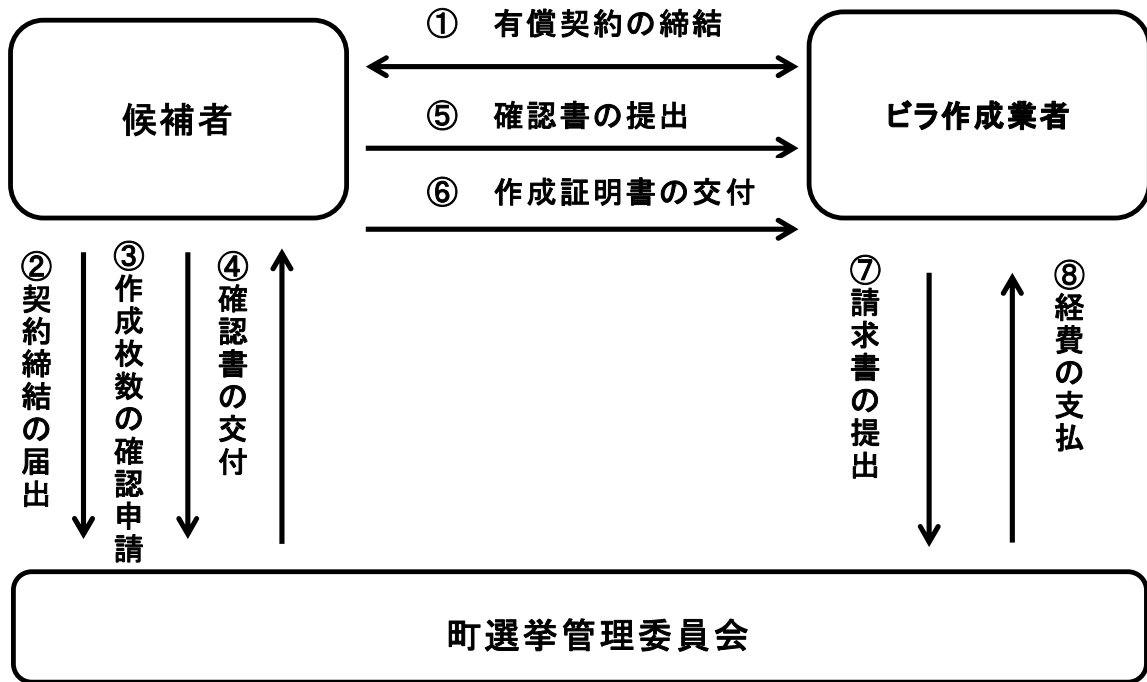 ① 有償契約の締結
候補者
ビラ作成業者
⑤ 確認書の提出
⑥ 作成証明書の交付
②契約締結の届出
③作成枚数の確認申請
④確認書の交付
⑦請求書の提出
⑧経費の支払
町選挙管理委員会